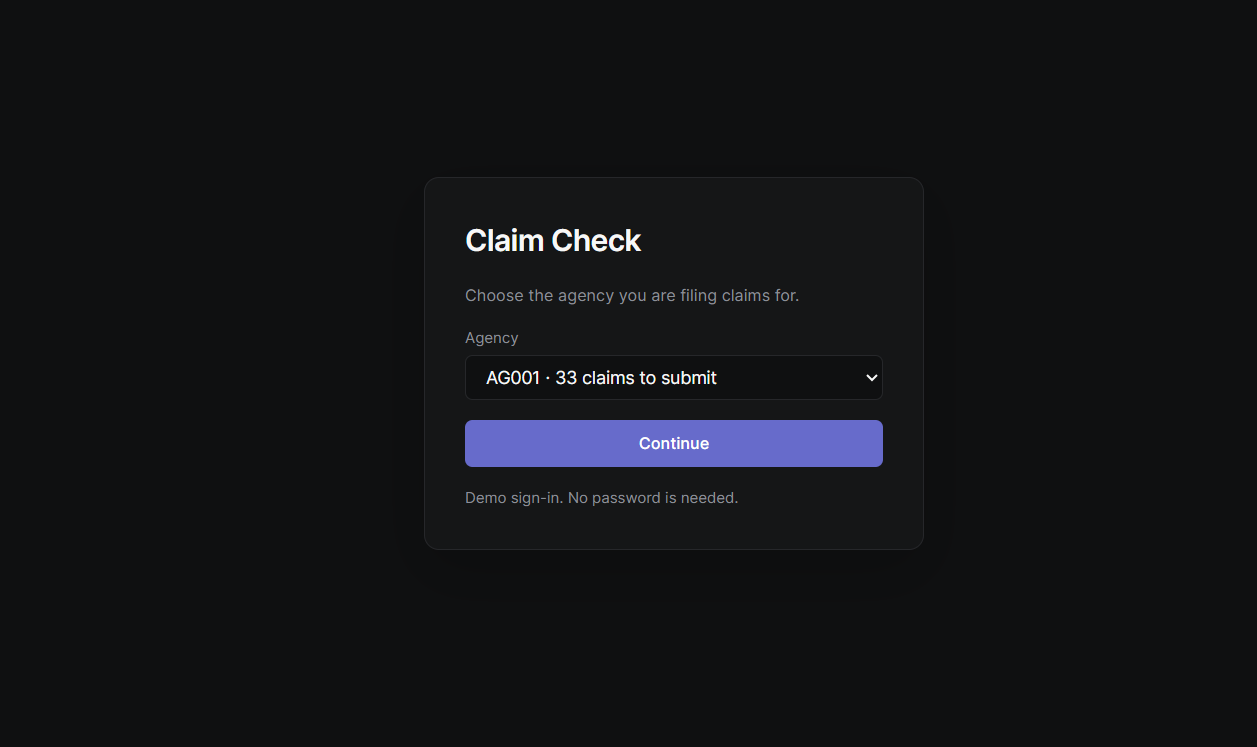 Claim Check
Choose the agency you are filing claims for.
Agency
AG001 · 33 claims to submit
Continue
Demo sign-in. No password is needed.